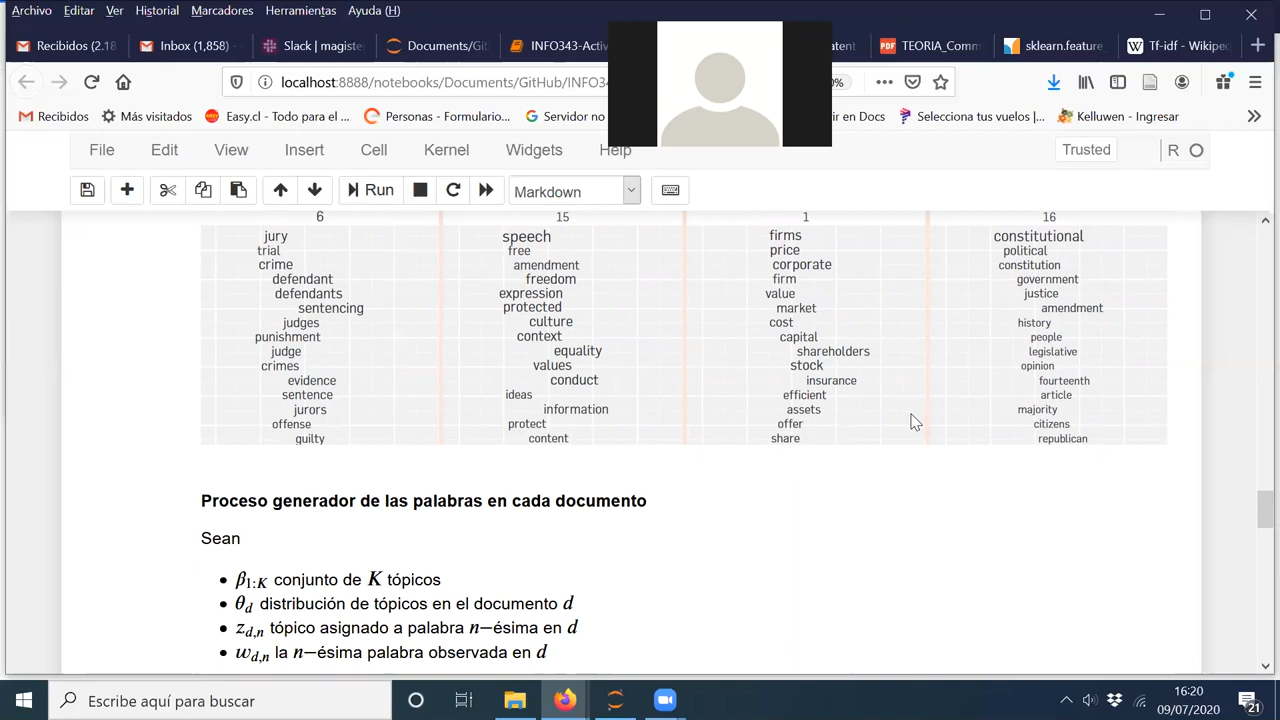 Archivo Editar Ver Historial Marcadores Herramientas Ayuda (H)
Recibidos (2.18 Inbox (1,858) Slack | magiste Documents/Git INFO343-Activ atent TEORIA_Comm sklearn.feature. Tf-idf - Wikipe
localhost:8888/notebooks/Documents/GitHub/INFO34 0%
Recibidos Más visitados Easy.cl - Todo para el ... Personas - Formulario... Servidor no ir en Docs Selecciona tus vuelos |... Kelluwen - Ingresar
File Edit View Insert Cell Kernel Widgets Help Trusted R
Run Markdown
6 15 1 16
jury speech firms constitutional
trial free price political
crime amendment corporate constitution
defendant freedom firm government
defendants expression value justice
sentencing protected market amendment
judges culture cost history
punishment context capital people
judge equality shareholders legislative
crimes values stock opinion
evidence conduct insurance fourteenth
sentence ideas efficient article
jurors information assets majority
offense protect offer citizens
guilty content share republican
Proceso generador de las palabras en cada documento
Sean
• β1:K conjunto de K tópicos
• θd distribución de tópicos en el documento d
• zd,n tópico asignado a palabra n−ésima en d
• wd,n la n−ésima palabra observada en d
Escribe aquí para buscar
16:20
09/07/2020
21